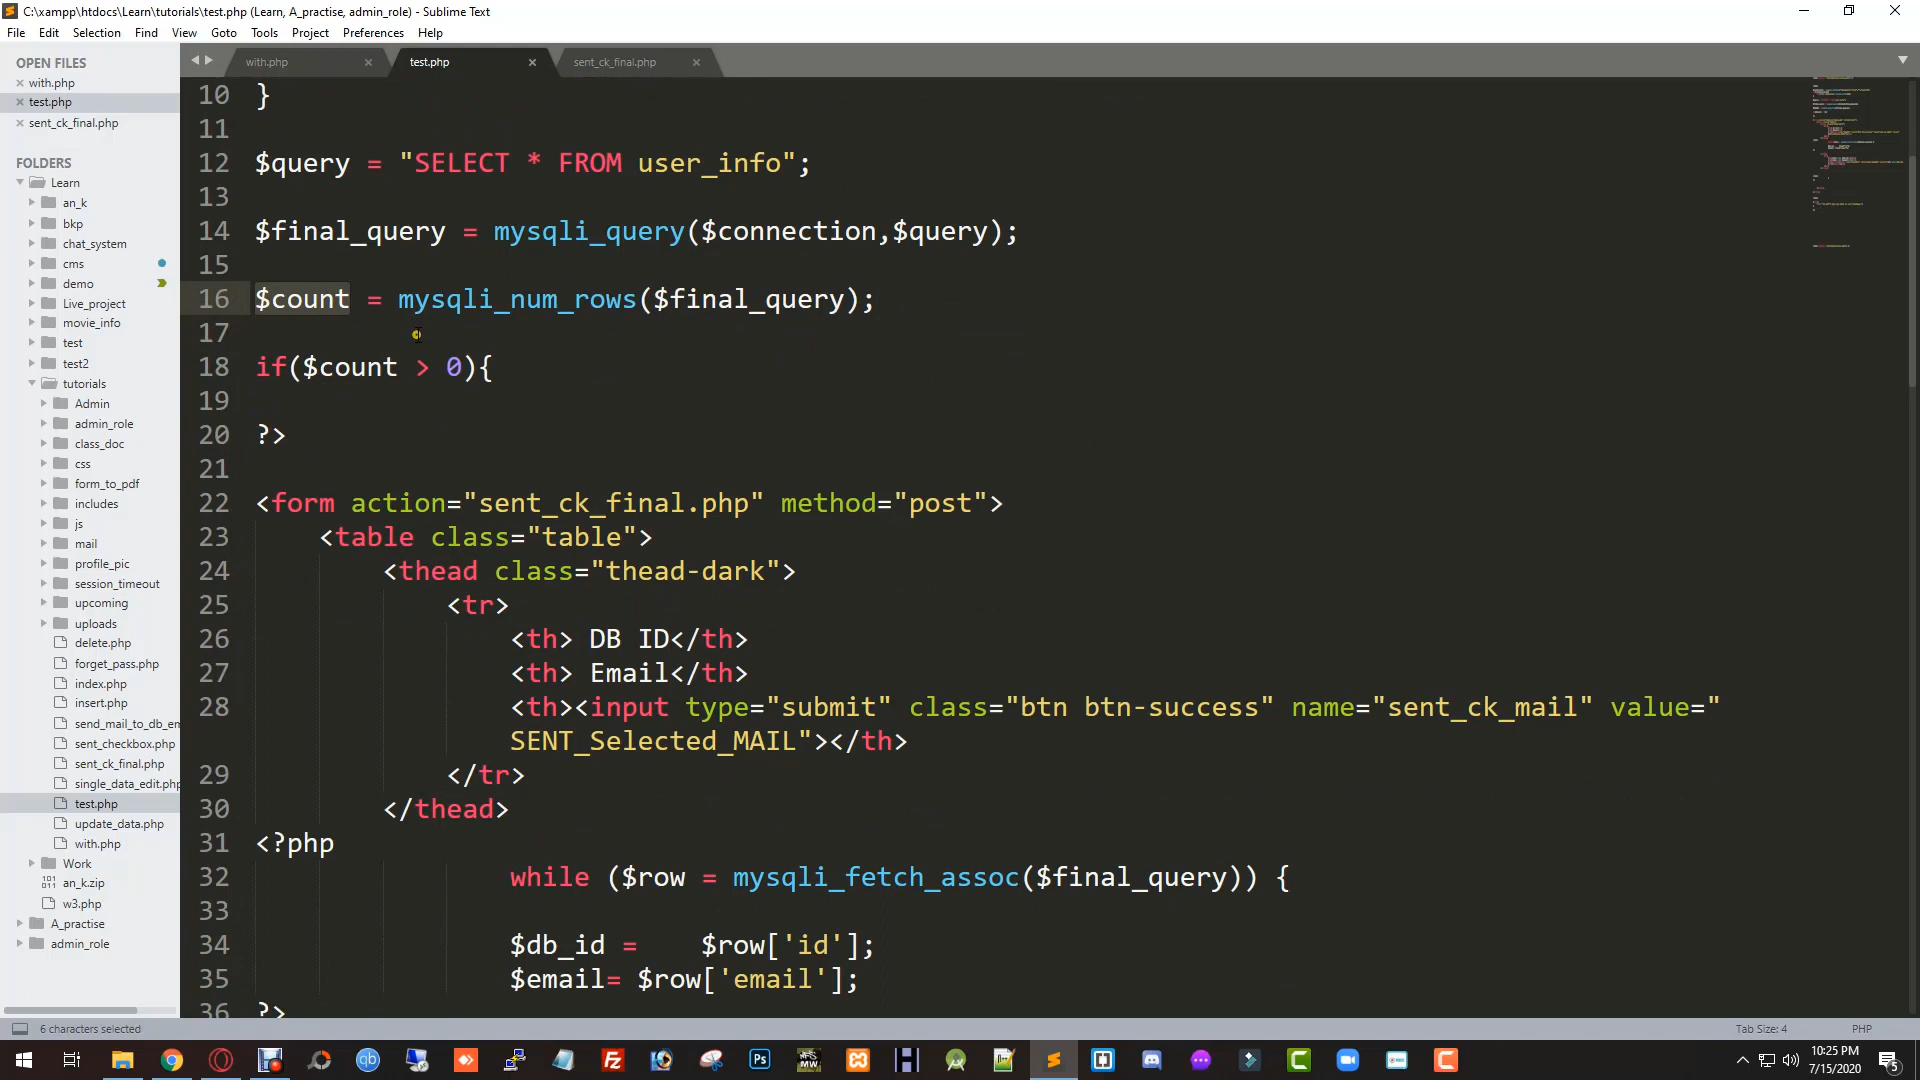 C:\xampp\htdocs\Learn\tutorials\test.php (Learn, A_practise, admin_role) - Sublime Text
File Edit Selection Find View Goto Tools Project Preferences Help
OPEN FILES
with.php
test.php
sent_ck_final.php
FOLDERS
Learn
an_k
bkp
chat_system
cms
demo
Live_project
movie_info
test
test2
tutorials
Admin
admin_role
class_doc
css
form_to_pdf
includes
js
mail
profile_pic
session_timeout
upcoming
uploads
delete.php
forget_pass.php
index.php
insert.php
send_mail_to_db_em
sent_checkbox.php
sent_ck_final.php
single_data_edit.php
test.php
update_data.php
with.php
Work
an_k.zip
w3.php
A_practise
admin_role
with.php test.php sent_ck_final.php
10 }
11
12 $query = "SELECT * FROM user_info";
13
14 $final_query = mysqli_query($connection,$query);
15
16 $count = mysqli_num_rows($final_query);
17
18 if($count > 0){
19
20 ?>
21
22 <form action="sent_ck_final.php" method="post">
23 <table class="table">
24 <thead class="thead-dark">
25 <tr>
26 <th> DB ID</th>
27 <th> Email</th>
28 <th><input type="submit" class="btn btn-success" name="sent_ck_mail" value="
SENT_Selected_MAIL"></th>
29 </tr>
30 </thead>
31 <?php
32 while ($row = mysqli_fetch_assoc($final_query)) {
33
34 $db_id = $row['id'];
35 $email= $row['email'];
36 ?>
6 characters selected
Tab Size: 4 PHP
10:25 PM
7/15/2020
5